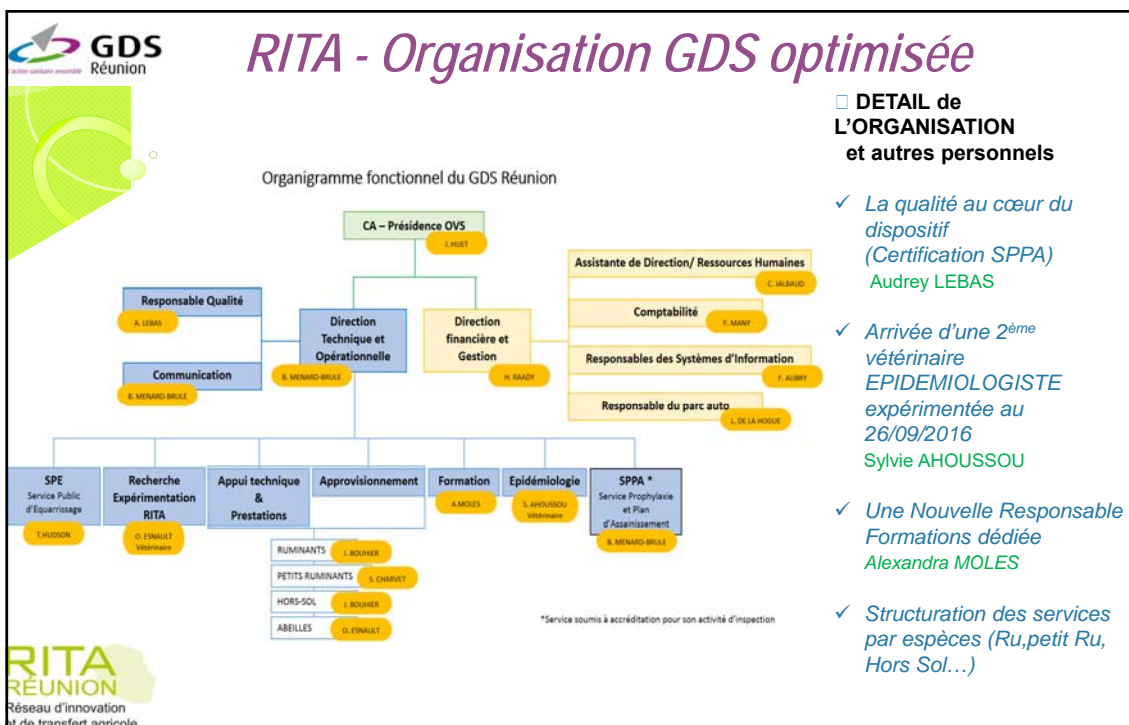 GDS
Réunion
L'action sanitaire ensemble
RITA - Organisation GDS optimisée
DETAIL de
L'ORGANISATION
et autres personnels
✓ La qualité au cœur du
dispositif
(Certification SPPA)
Audrey LEBAS
✓ Arrivée d'une 2ème
vétérinaire
EPIDEMIOLOGISTE
expérimentée au
26/09/2016
Sylvie AHOUSSOU
✓ Une Nouvelle Responsable
Formations dédiée
Alexandra MOLES
✓ Structuration des services
par espèces (Ru,petit Ru,
Hors Sol…)
Organigramme fonctionnel du GDS Réunion
CA – Présidence OVS
J. HUET
Responsable Qualité
A. LEBAS
Communication
B. MENARD-BRULE
Direction
Technique et
Opérationnelle
B. MENARD-BRULE
Direction
financière et
Gestion
H. RAADY
Assistante de Direction/ Ressources Humaines
C. IALBAUD
Comptabilité
F. MANY
Responsables des Systèmes d'Information
F. AUBRY
Responsable du parc auto
L. DE LA HOGUE
SPE
Service Public
d'Equarrissage
T.HUDSON
Recherche
Expérimentation
RITA
O. ESNAULT
Vétérinaire
Appui technique
&
Prestations
Approvisionnement
Formation
A.MOLES
Epidémiologie
S. AHOUSSOU
Vétérinaire
SPPA *
Service Prophylaxie
et Plan
d'Assainissement
B. MENARD-BRULE
RUMINANTS
J. BOUHIER
PETITS RUMINANTS
S. CHARVET
HORS-SOL
J. BOUHIER
ABEILLES
O. ESNAULT
*Service soumis à accréditation pour son activité d'inspection
RITA
RÉUNION
Réseau d'innovation
et de transfert agricole